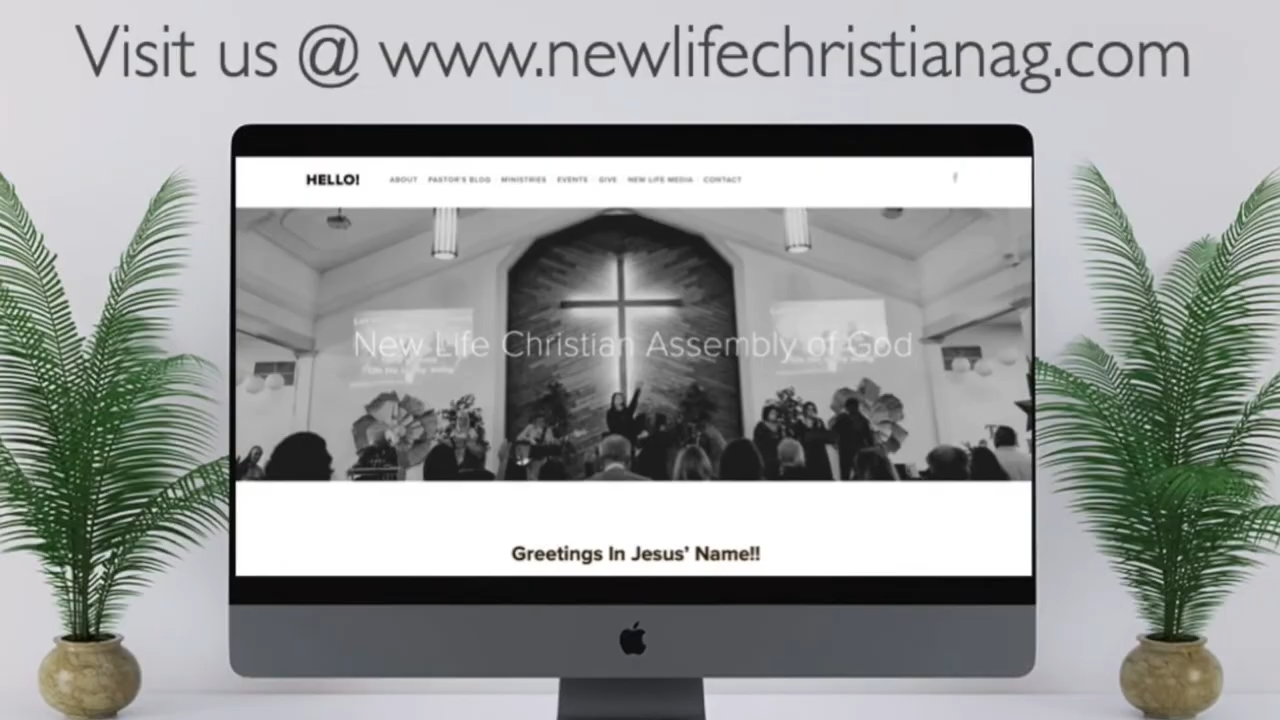 Visit us @ www.newlifechristianag.com
HELLO! ABOUT PASTOR'S BLOG MINISTRIES EVENTS GIVE NEW LIFE MEDIA CONTACT
New Life Christian Assembly of God
Greetings In Jesus' Name!!